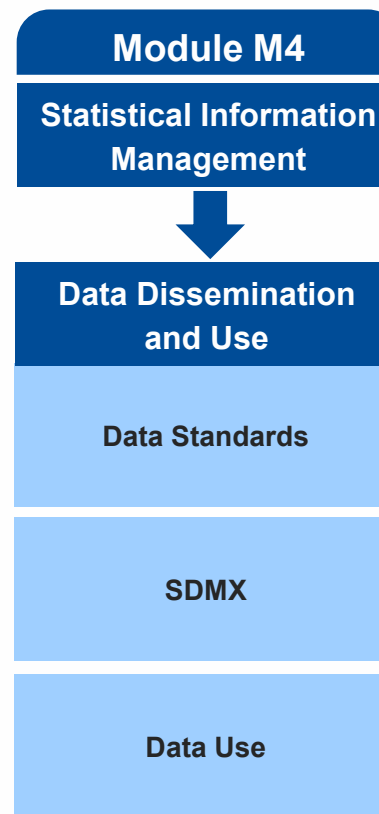 Module M4
Statistical Information
Management
Data Dissemination
and Use
Data Standards
SDMX
Data Use